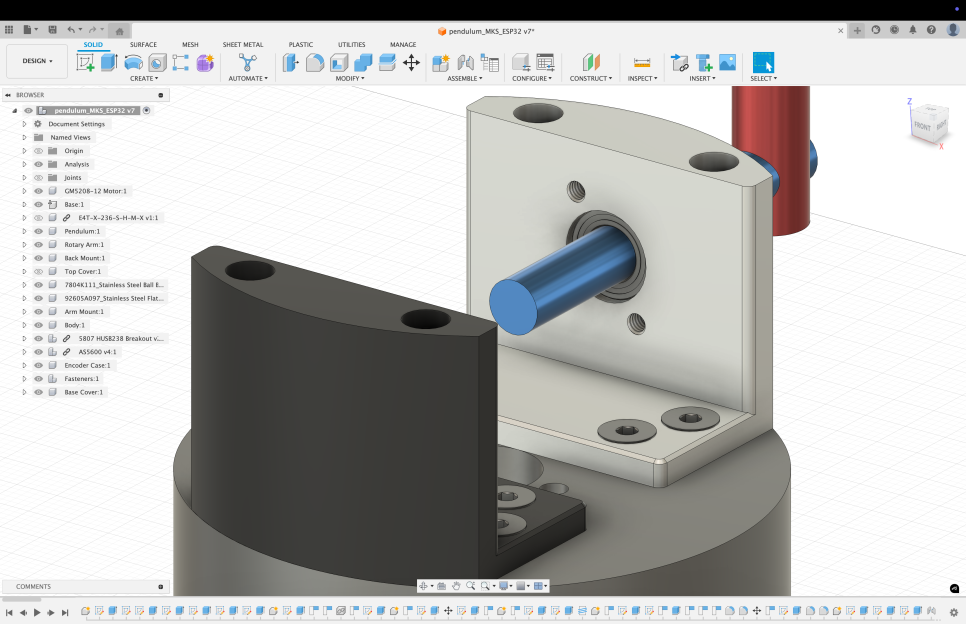 pendulum_MKS_ESP32 v7*
DESIGN
SOLID SURFACE MESH SHEET METAL PLASTIC UTILITIES MANAGE
CREATE AUTOMATE MODIFY ASSEMBLE CONFIGURE CONSTRUCT INSPECT INSERT SELECT
BROWSER
pendulum_MKS_ESP32 v7
Document Settings
Named Views
Origin
Analysis
Joints
GM5208-12 Motor:1
Base:1
E4T-X-236-S-H-M-X v1:1
Pendulum:1
Rotary Arm:1
Back Mount:1
Top Cover:1
7804K111_Stainless Steel Ball B...
92605A097_Stainless Steel Flat...
Arm Mount:1
Body:1
5807 HUSB238 Breakout v...
AS5600 v4:1
Encoder Case:1
Fasteners:1
Base Cover:1
Z
FRONT
X
COMMENTS